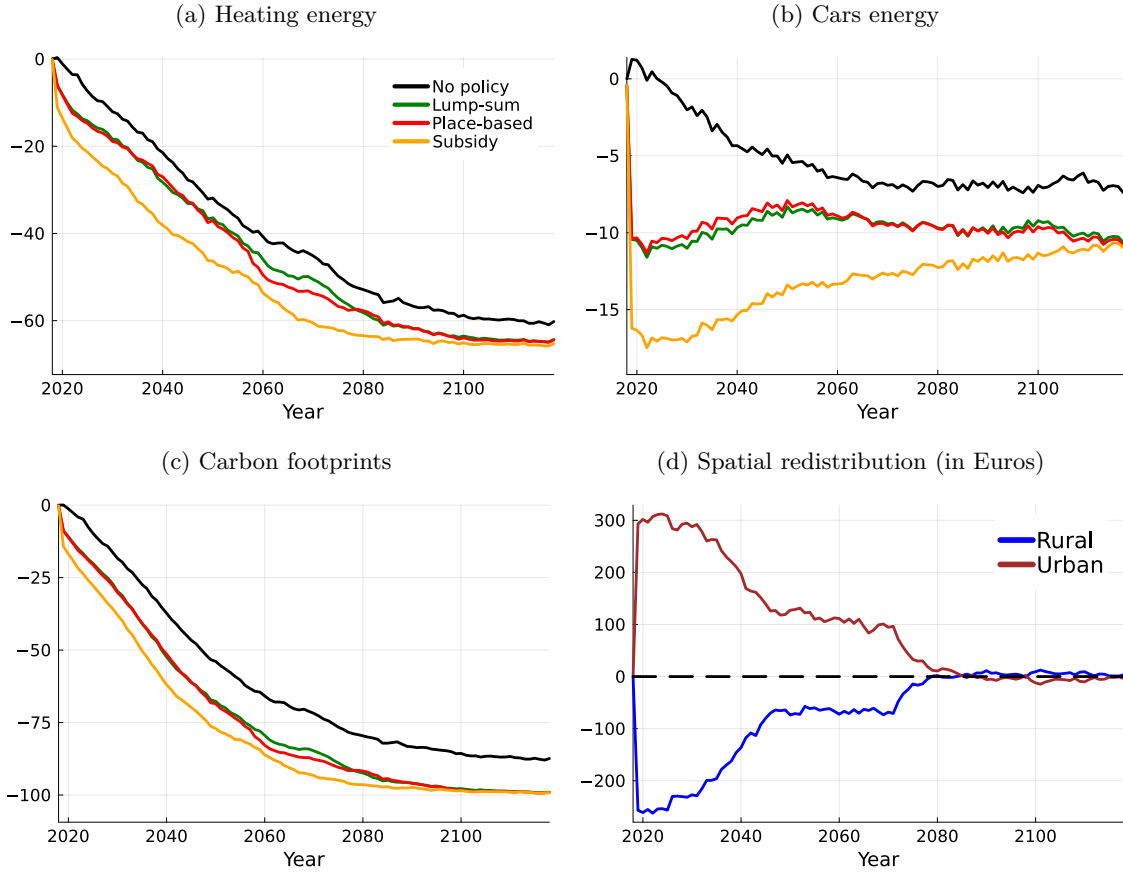 (a) Heating energy
0
−20
−40
−60
2020
2040
2060
2080
2100
Year
No policy
Lump-sum
Place-based
Subsidy
(b) Cars energy
0
−5
−10
−15
2020
2040
2060
2080
2100
Year
(c) Carbon footprints
0
−25
−50
−75
−100
2020
2040
2060
2080
2100
Year
(d) Spatial redistribution (in Euros)
300
200
100
0
−100
−200
2020
2040
2060
2080
2100
Year
Rural
Urban